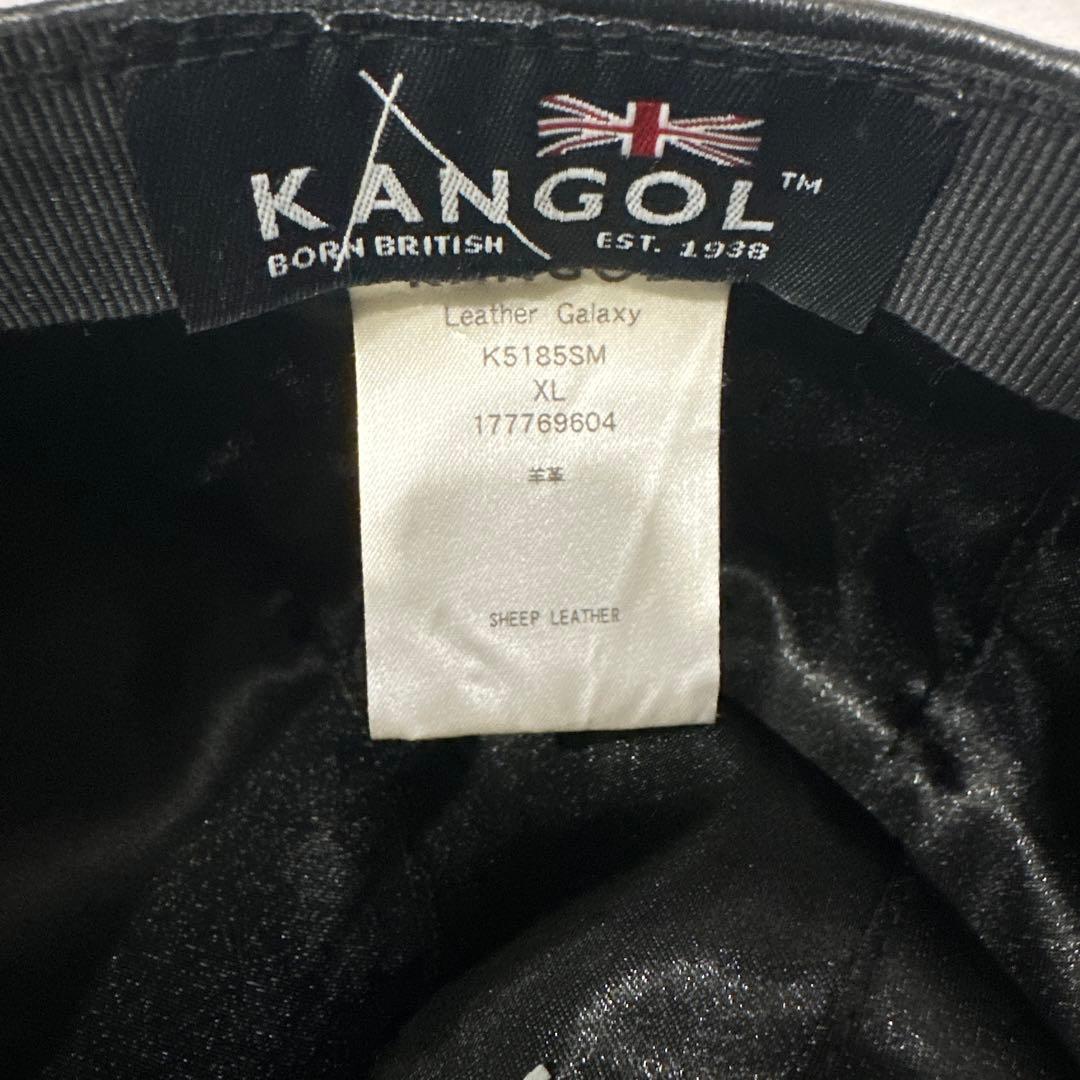 KANGOL™
BORN BRITISH EST. 1938
Leather Galaxy
K5185SM
XL
177769604
羊革
SHEEP LEATHER